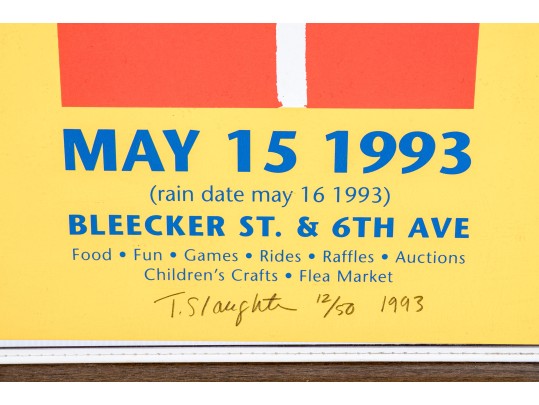 MAY 15 1993
(rain date may 16 1993)
BLEECKER ST. & 6TH AVE
Food • Fun • Games • Rides • Raffles • Auctions
Children's Crafts • Flea Market
T. Slaughter 12/50 1993